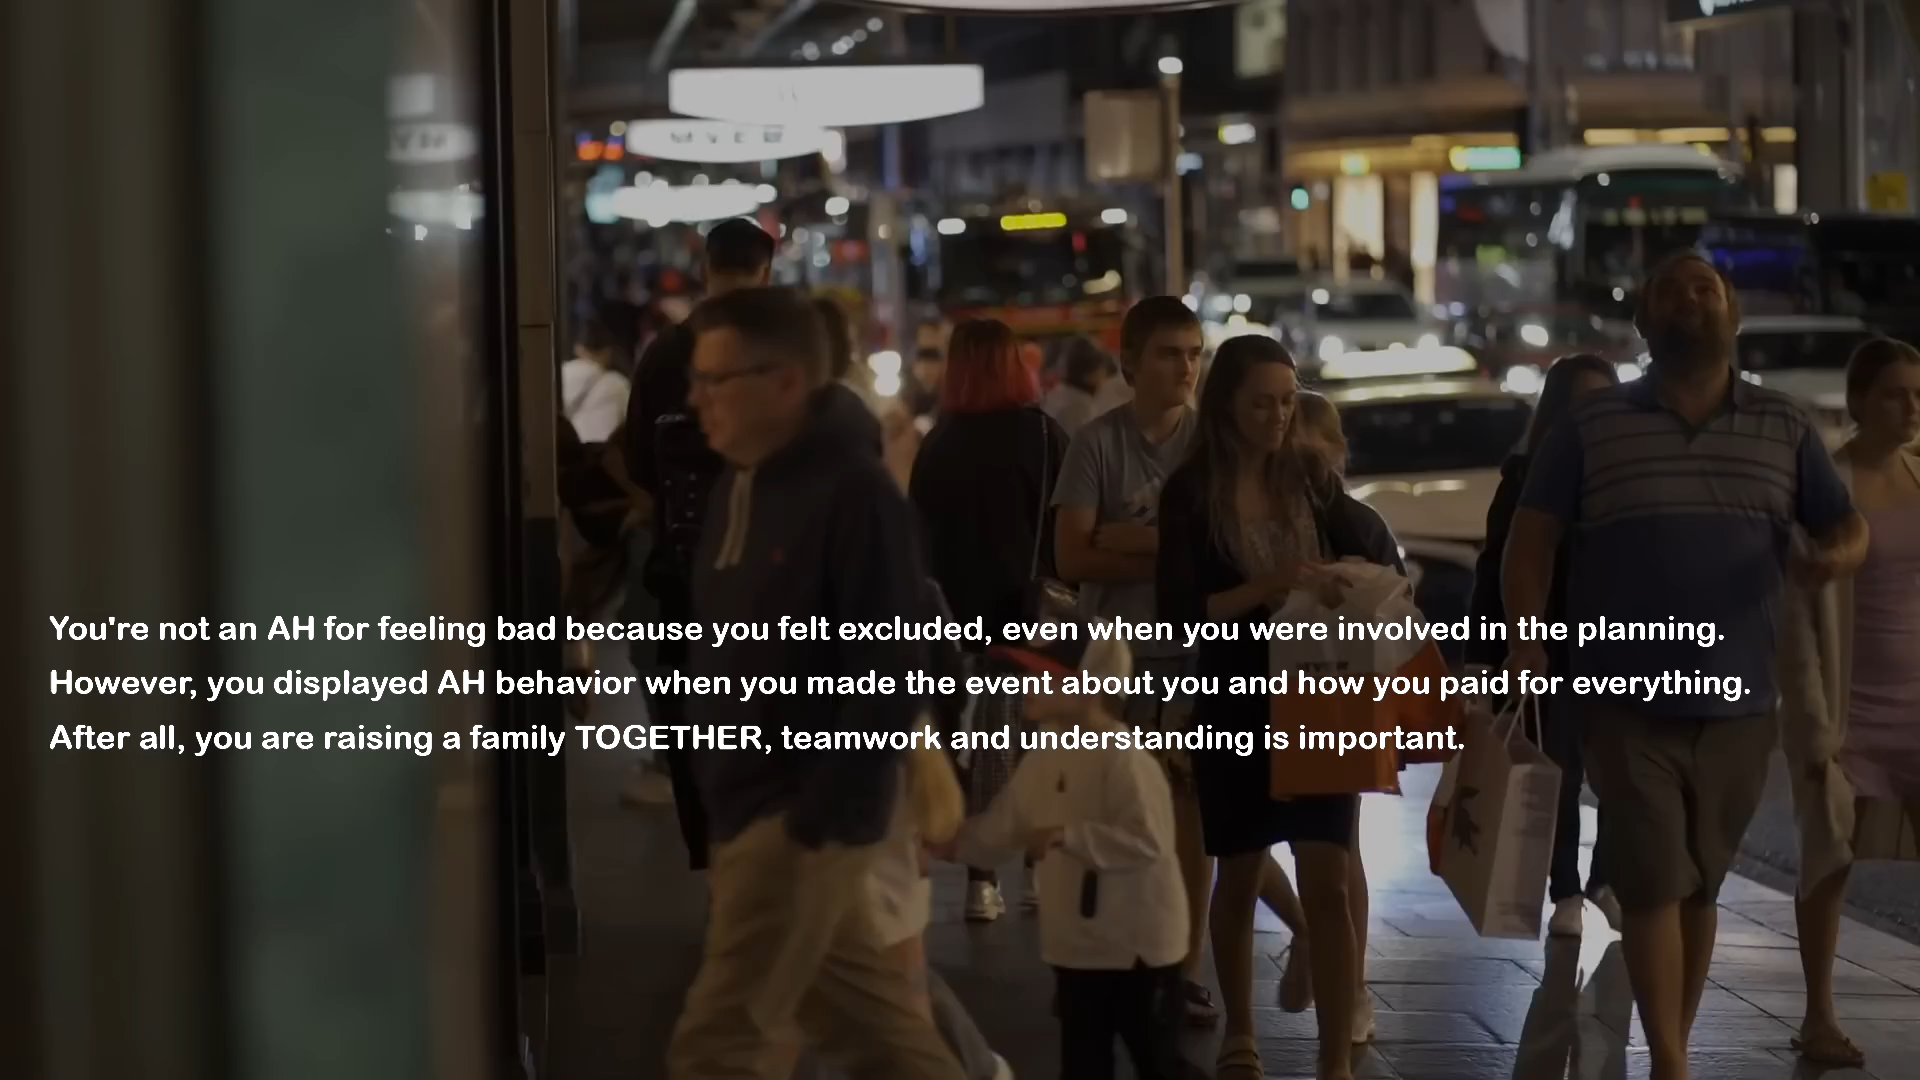 MYER
You're not an AH for feeling bad because you felt excluded, even when you were involved in the planning.
However, you displayed AH behavior when you made the event about you and how you paid for everything.
After all, you are raising a family TOGETHER, teamwork and understanding is important.